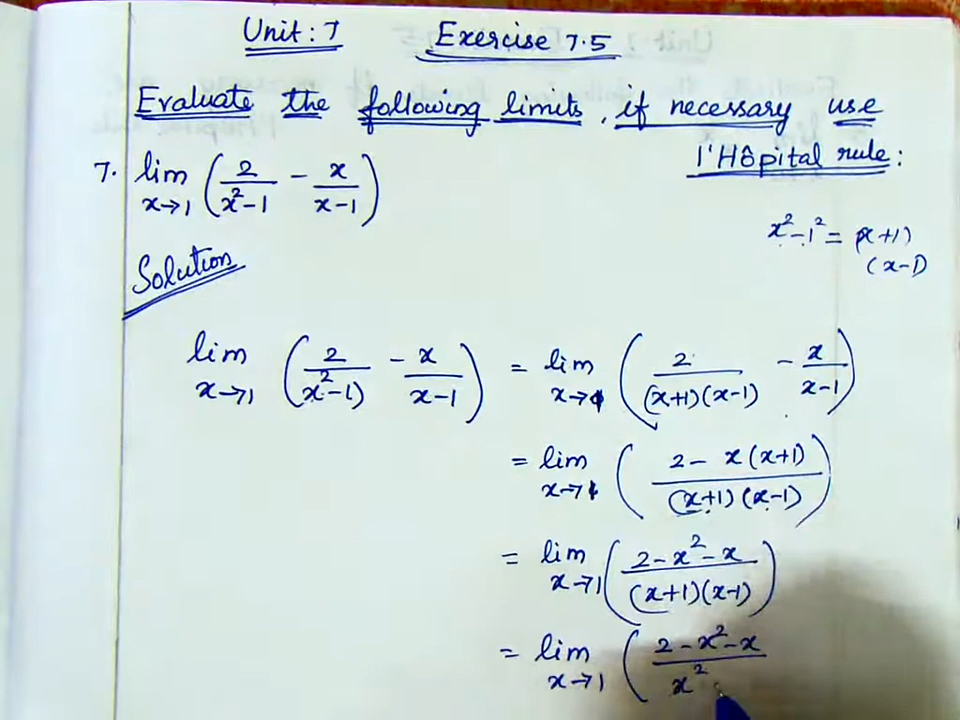 Unit: 7 Exercise 7.5
Evaluate the following limits, if necessary use
l'Hôpital rule:
7. lim x→1 (2/(x²-1) - x/(x-1))
x²-1² = (x+1)
(x-1)
Solution
lim x→1 (2/(x²-1) - x/(x-1)) = lim x→1 (2/((x+1)(x-1)) - x/(x-1))
= lim x→1 ((2 - x(x+1))/((x+1)(x-1)))
= lim x→1 ((2-x²-x)/((x+1)(x-1)))
= lim x→1 ((2-x²-x)/x²